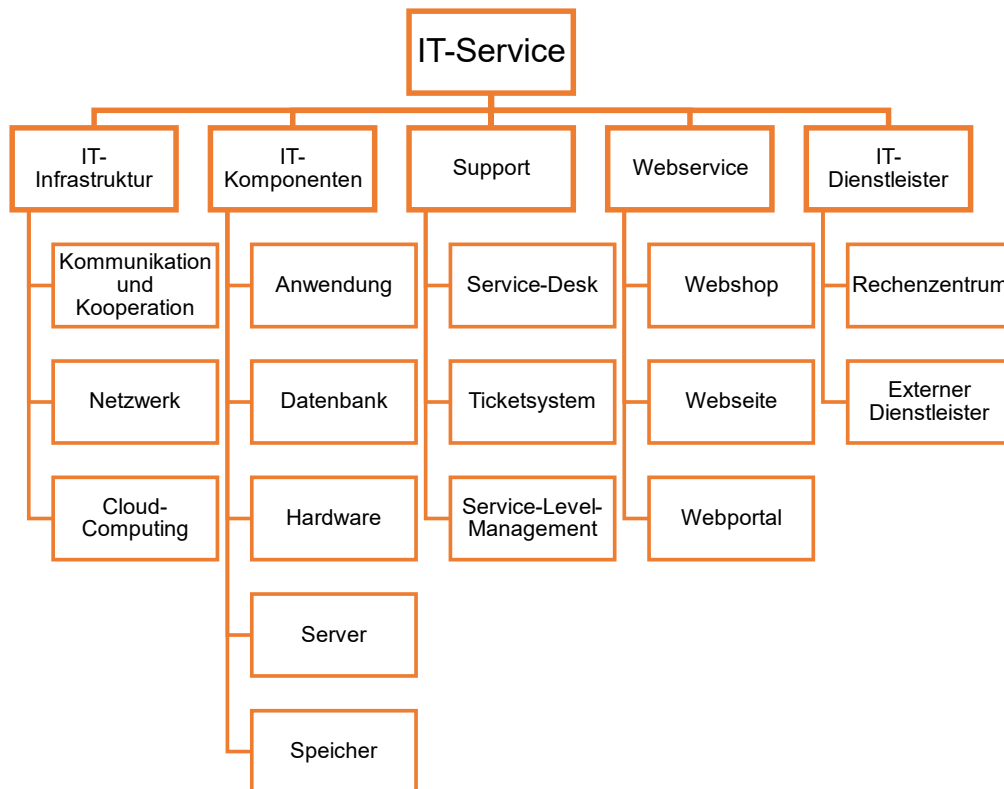 IT-Service
IT-
Infrastruktur
IT-
Komponenten
Support
Webservice
IT-
Dienstleister
Kommunikation
und
Kooperation
Anwendung
Service-Desk
Webshop
Rechenzentrum
Netzwerk
Datenbank
Ticketsystem
Webseite
Externer
Dienstleister
Cloud-
Computing
Hardware
Service-Level-
Management
Webportal
Server
Speicher